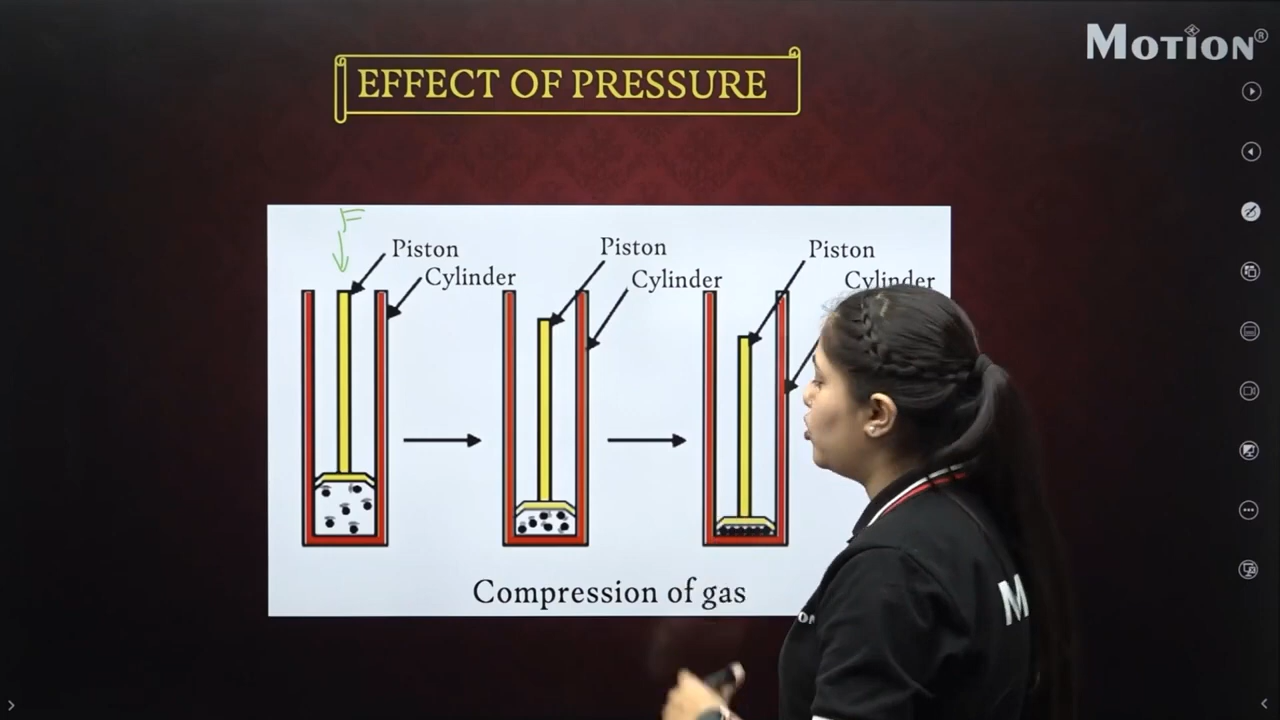 MOTION®
EFFECT OF PRESSURE
F
Piston
Cylinder
Piston
Cylinder
Piston
Cylinder
Compression of gas
M